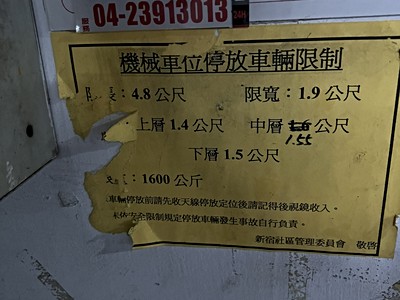 服務 04-23913013 24H
機械車位停放車輛限制
限長：4.8 公尺 限寬：1.9 公尺
上層 1.4 公尺 中層 1.55 公尺
下層 1.5 公尺
：1600 公斤
車輛停放前請先收天線停放定位後請記得後視鏡收入。
未依安全限制規定停放車輛發生事故自行負責。
新宿社區管理委員會 敬啓